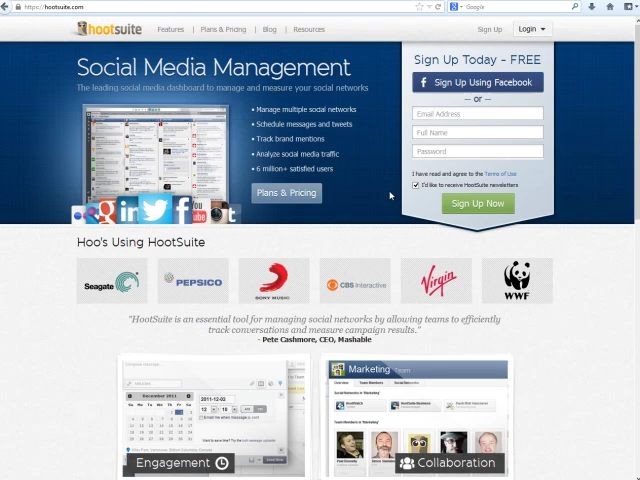 https://hootsuite.com
Google
hootsuite
Features
Plans & Pricing
Blog
Resources
Sign Up
Login
Social Media Management
The leading social media dashboard to manage and measure your social networks
• Manage multiple social networks
• Schedule messages and tweets
• Track brand mentions
• Analyze social media traffic
• 6 million+ satisfied users
Plans & Pricing
Sign Up Today - FREE
Sign Up Using Facebook
— or —
Email Address
Full Name
Password
I have read and agree to the Terms of Use
I'd like to receive HootSuite newsletters
Sign Up Now
Hoo's Using HootSuite
Seagate
PEPSICO
SONY MUSIC
CBS Interactive
Virgin
WWF
"HootSuite is an essential tool for managing social networks by allowing teams to efficiently
track conversations and measure campaign results."
- Pete Cashmore, CEO, Mashable
December 2011
2011-12-02
Engagement
Marketing Team
Overview
Team Members
Social Networks
Collaboration